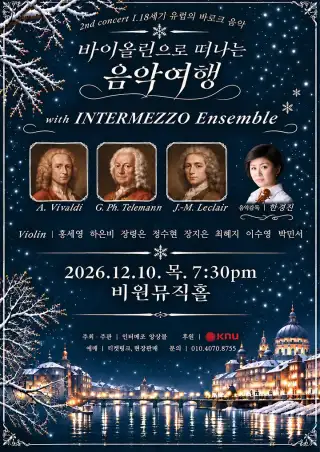 2nd concert I.18세기 유럽의 바로크 음악
바이올린으로 떠나는
음악여행
with INTERMEZZO Ensemble
A. Vivaldi
G. Ph. Telemann
J.-M. Leclair
음악감독 | 한경진
Violin | 홍세영 하은비 장령은 정수현 장지은 최혜지 이수영 박민서
2026.12.10. 목. 7:30pm
비원뮤직홀
주최 · 주관 | 인터메조 앙상블 후원 | KNU
예매 | 티켓링크, 현장판매 문의 | 010.4070.8755